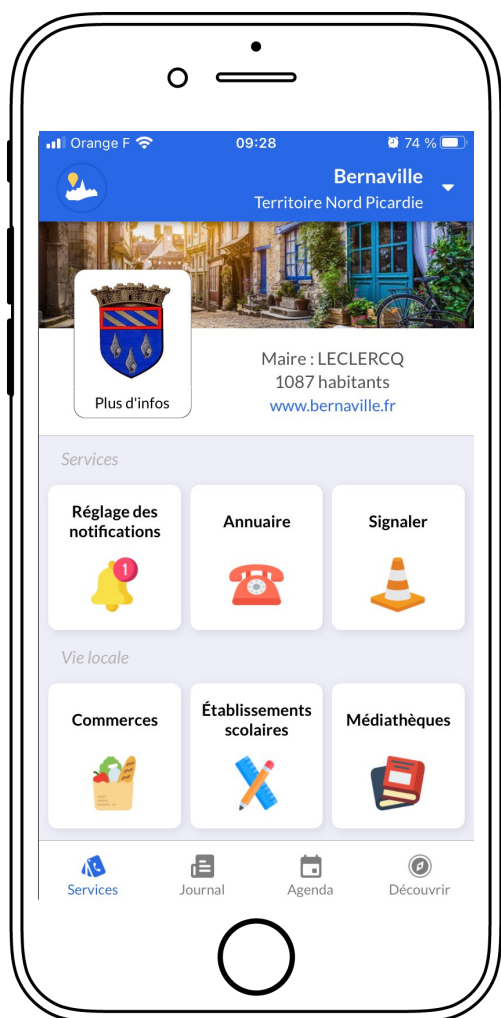 Orange F 09:28 74 %
Bernaville
Territoire Nord Picardie
Maire : LECLERCQ
1087 habitants
www.bernaville.fr
Plus d'infos
Services
Réglage des
notifications
1
Annuaire
Signaler
Vie locale
Commerces
Établissements
scolaires
Médiathèques
Services
Journal
Agenda
Découvrir